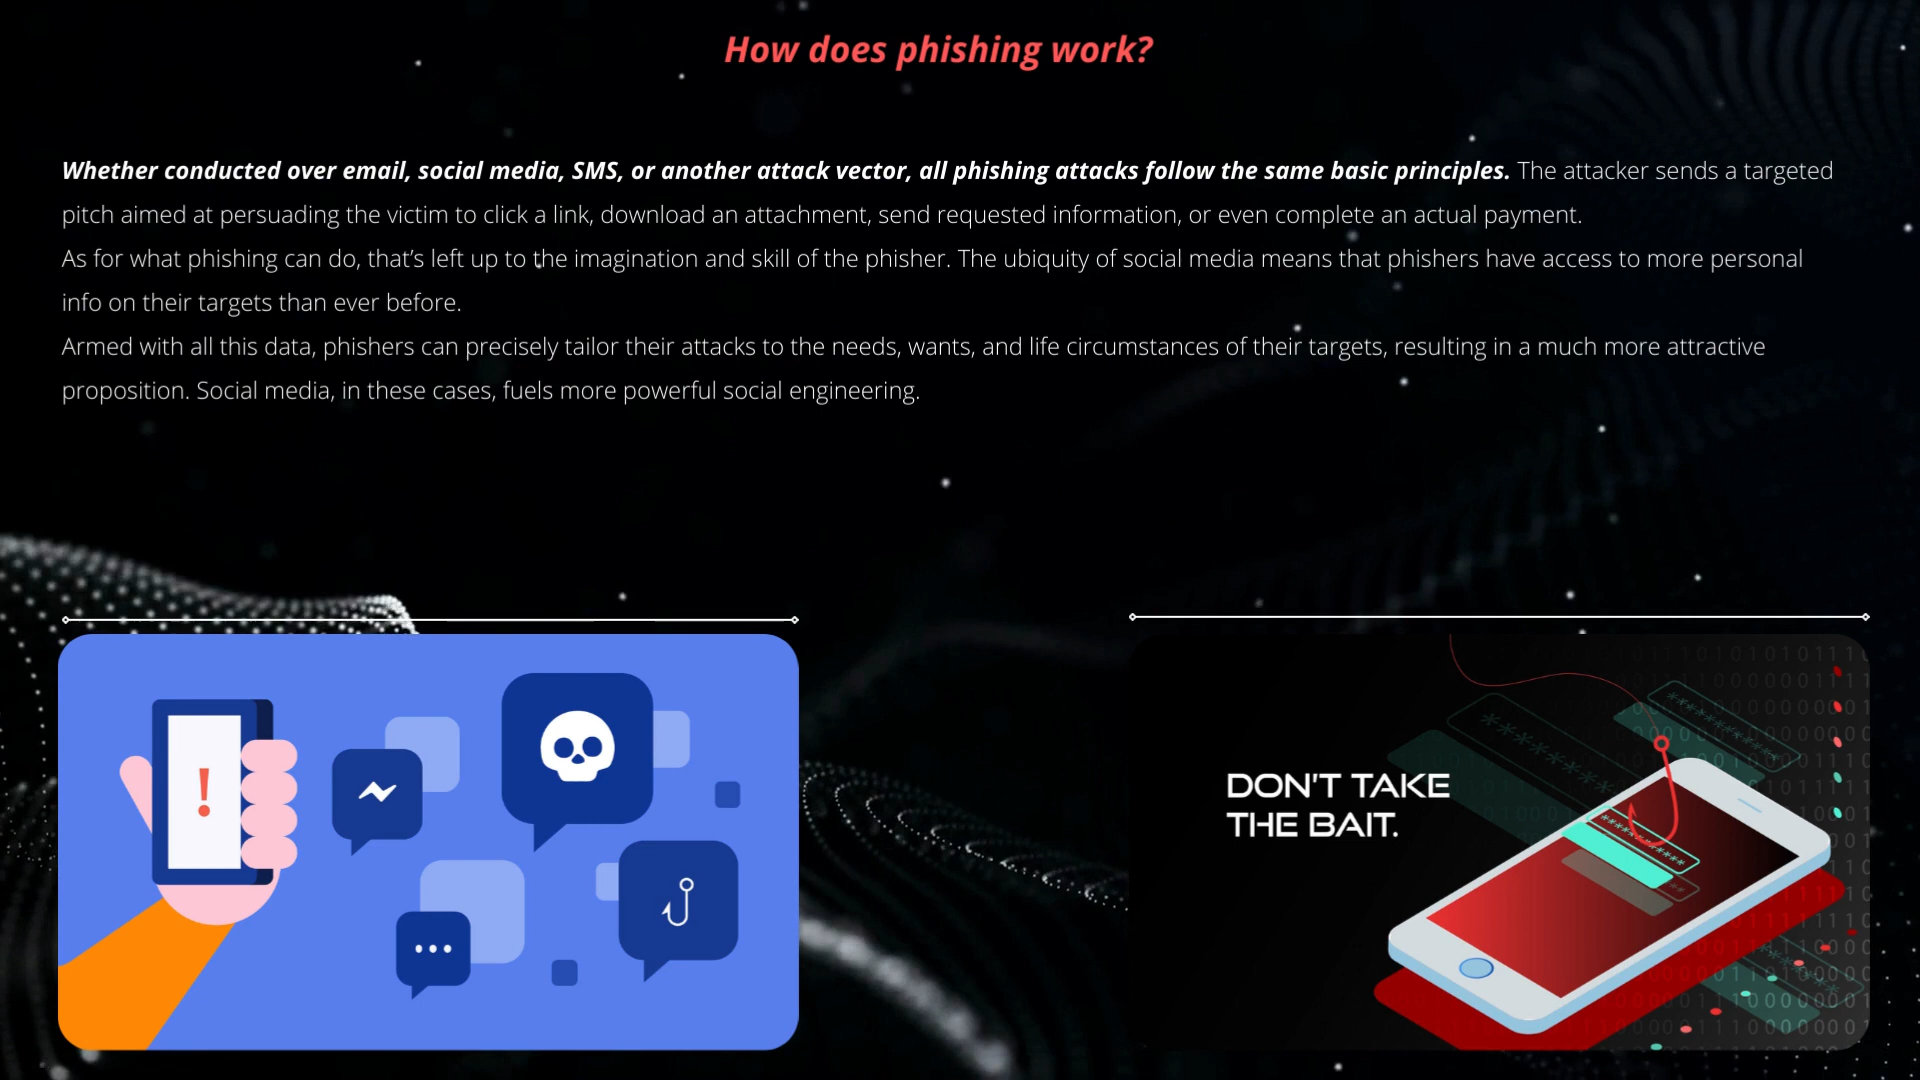 How does phishing work?
Whether conducted over email, social media, SMS, or another attack vector, all phishing attacks follow the same basic principles. The attacker sends a targeted
pitch aimed at persuading the victim to click a link, download an attachment, send requested information, or even complete an actual payment.
As for what phishing can do, that’s left up to the imagination and skill of the phisher. The ubiquity of social media means that phishers have access to more personal
info on their targets than ever before.
Armed with all this data, phishers can precisely tailor their attacks to the needs, wants, and life circumstances of their targets, resulting in a much more attractive
proposition. Social media, in these cases, fuels more powerful social engineering.
!
DON'T TAKE
THE BAIT.